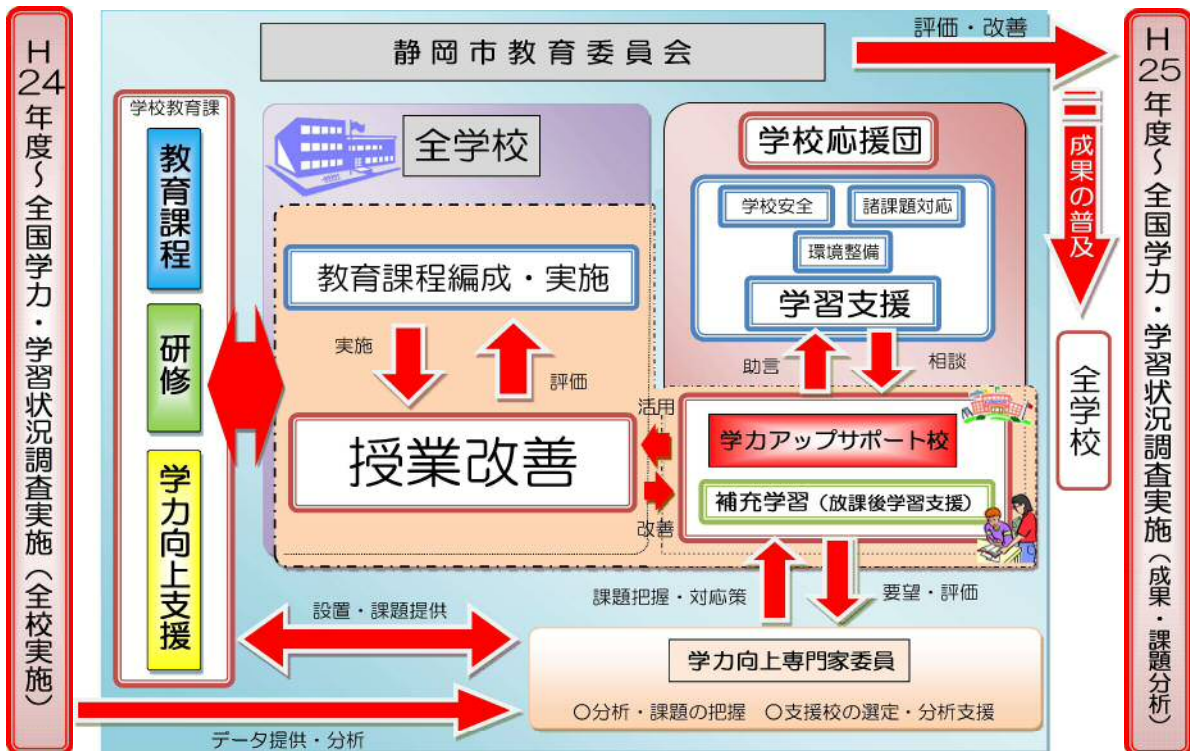 H24年度～全国学力・学習状況調査実施（全校実施）
静岡市教育委員会
評価・改善
学校教育課
教育課程
研修
学力向上支援
全学校
教育課程編成・実施
実施
評価
授業改善
学校応援団
学校安全
諸課題対応
環境整備
学習支援
助言
相談
活用
改善
学力アップサポート校
補充学習（放課後学習支援）
課題把握・対応策
要望・評価
設置・課題提供
学力向上専門家委員
○分析・課題の把握　○支援校の選定・分析支援
データ提供・分析
成果の普及
全学校
H25年度～全国学力・学習状況調査実施（成果・課題分析）